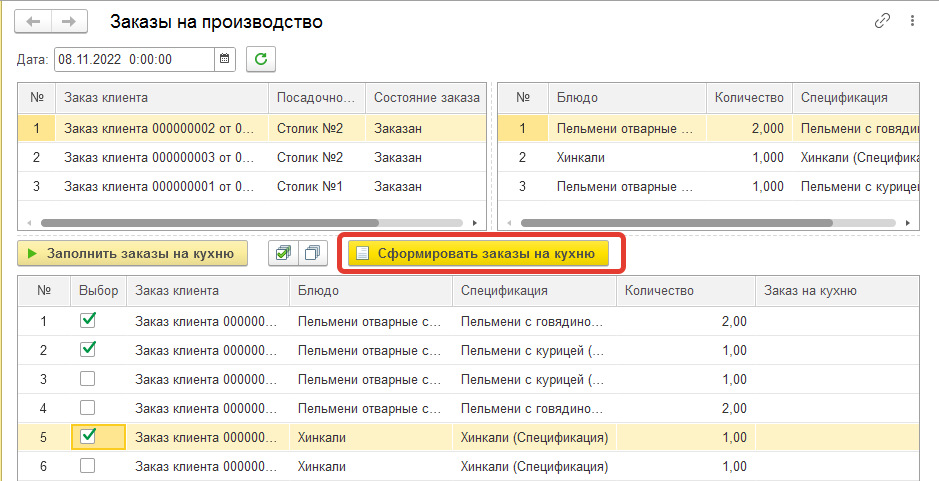 Заказы на производство
Дата: 08.11.2022 0:00:00
№ Заказ клиента Посадочно... Состояние заказа
1 Заказ клиента 000000002 от 0... Столик №2 Заказан
2 Заказ клиента 000000003 от 0... Столик №2 Заказан
3 Заказ клиента 000000001 от 0... Столик №1 Заказан
№ Блюдо Количество Спецификация
1 Пельмени отварные ... 2,000 Пельмени с говядин
2 Хинкали 1,000 Хинкали (Специфика
3 Пельмени отварные ... 1,000 Пельмени с курице
Заполнить заказы на кухню Сформировать заказы на кухню
№ Выбор Заказ клиента Блюдо Спецификация Количество Заказ на кухню
1 Заказ клиента 000000... Пельмени отварные с... Пельмени с говядино... 2,00
2 Заказ клиента 000000... Пельмени отварные с... Пельмени с курицей (... 1,00
3 Заказ клиента 000000... Пельмени отварные с... Пельмени с курицей (... 1,00
4 Заказ клиента 000000... Пельмени отварные с... Пельмени с говядино... 2,00
5 Заказ клиента 000000... Хинкали Хинкали (Спецификация) 1,00
6 Заказ клиента 000000... Хинкали Хинкали (Спецификация) 1,00